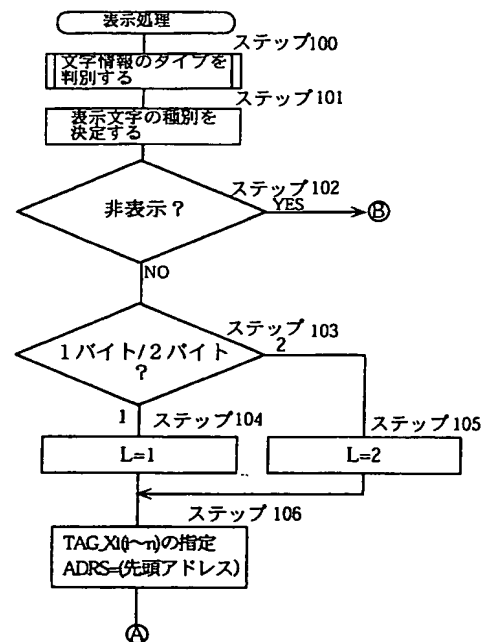 表示処理
ステップ100
文字情報のタイプを
判別する
ステップ101
表示文字の種別を
決定する
ステップ102
非表示？
YES
Ⓑ
NO
ステップ103
1バイト/2バイト
？
2
1
ステップ104
ステップ105
L=1
L=2
ステップ106
TAG_X1(i～n)の指定
ADRS=(先頭アドレス)
Ⓐ